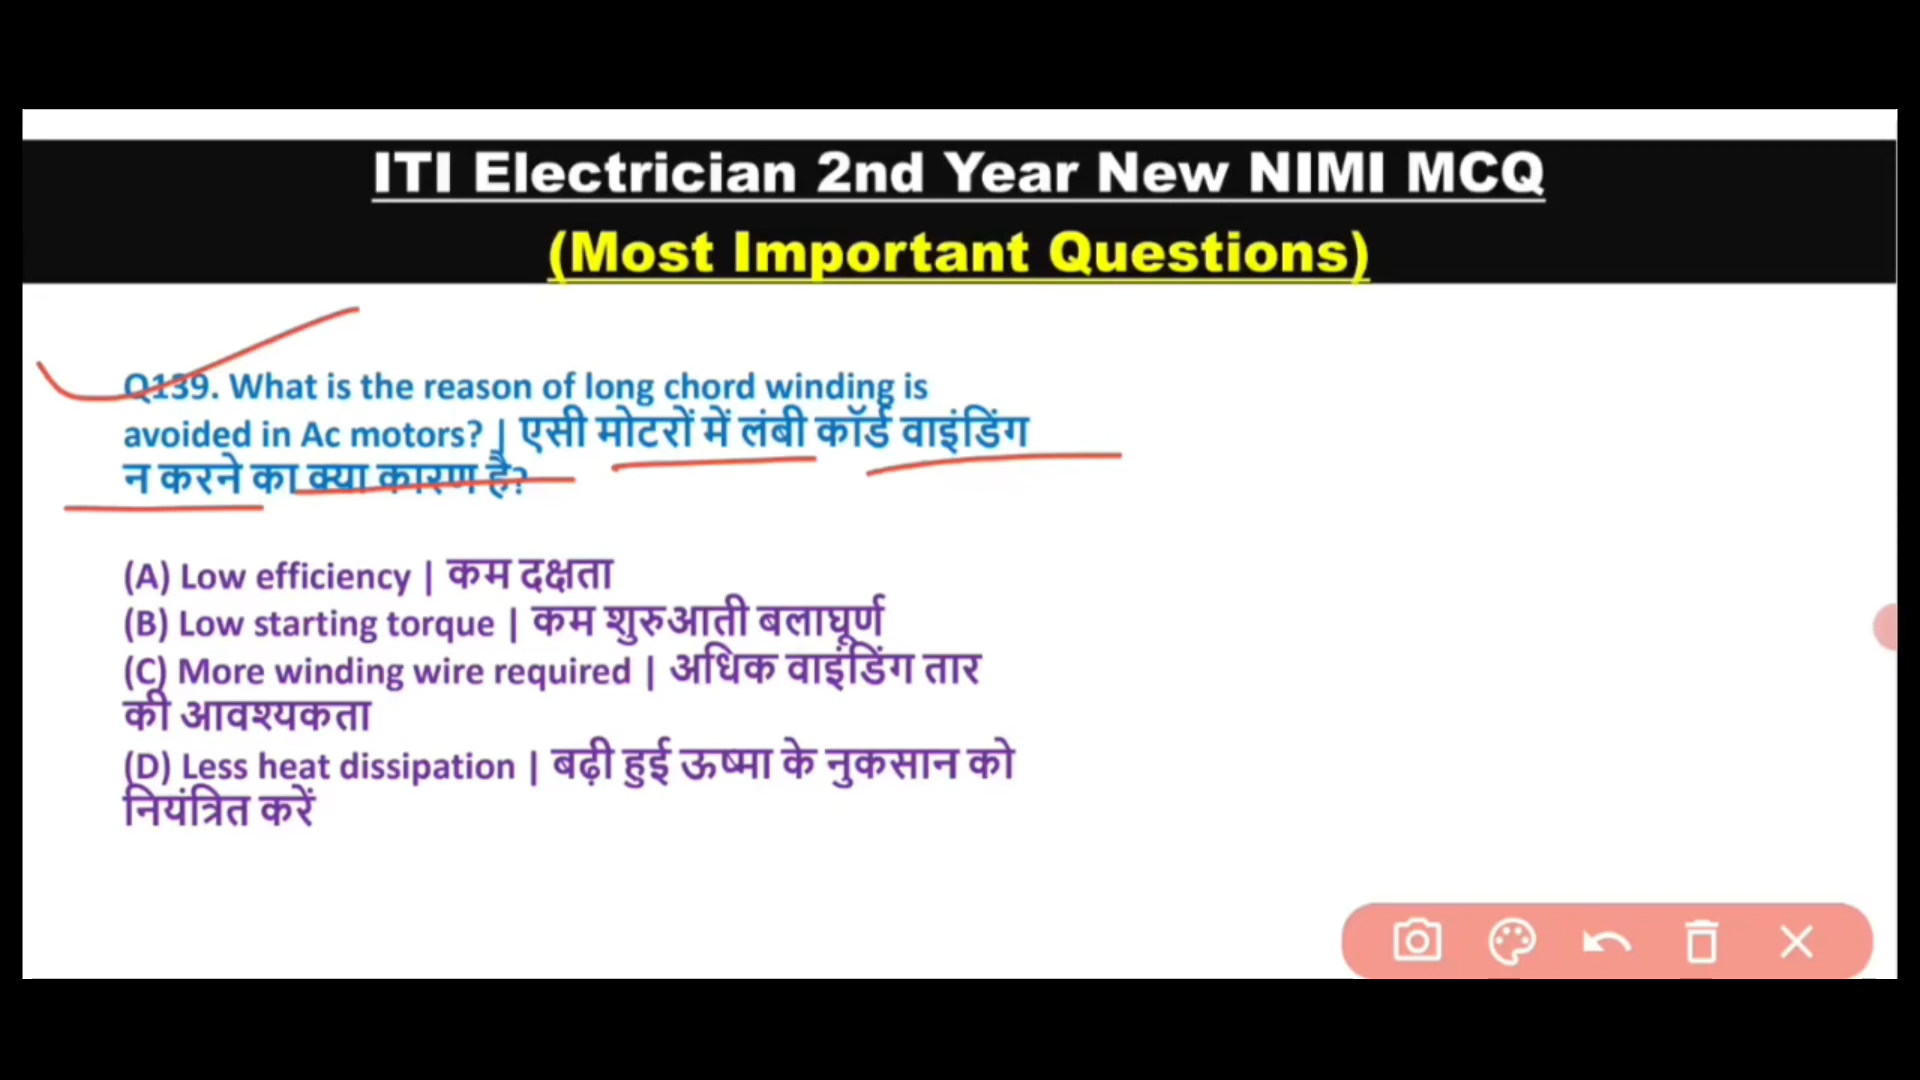 ITI Electrician 2nd Year New NIMI MCQ
(Most Important Questions)
Q139. What is the reason of long chord winding is
avoided in Ac motors? | एसी मोटरों में लंबी कॉर्ड वाइंडिंग
न करने का क्या कारण है?
(A) Low efficiency | कम दक्षता
(B) Low starting torque | कम शुरुआती बलाघूर्ण
(C) More winding wire required | अधिक वाइंडिंग तार
की आवश्यकता
(D) Less heat dissipation | बढ़ी हुई ऊष्मा के नुकसान को
नियंत्रित करें